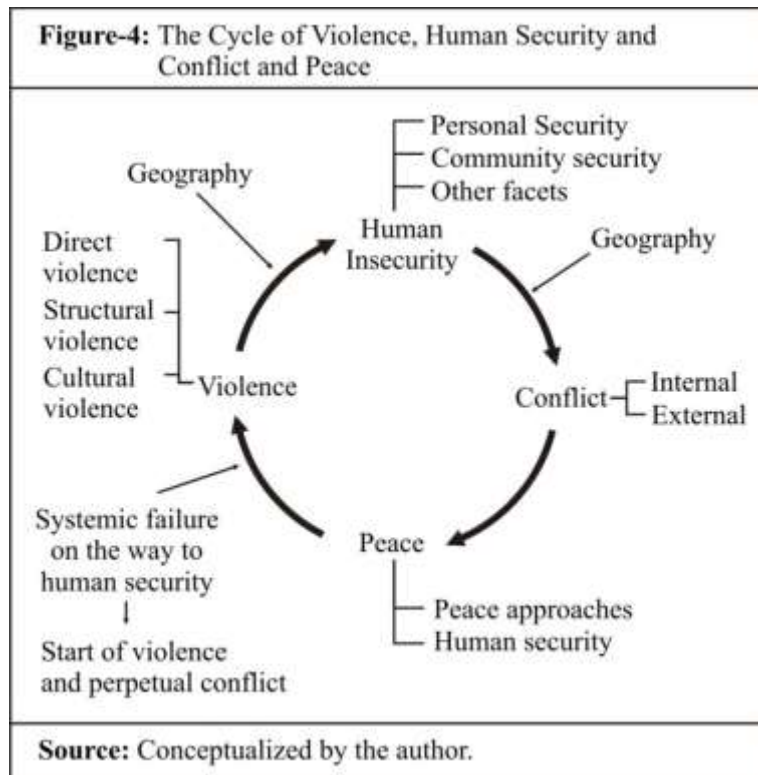 Figure-4: The Cycle of Violence, Human Security and
Conflict and Peace
Personal Security
Community security
Other facets
Geography
Human
Insecurity
Geography
Direct
violence
Structural
violence
Cultural
violence
Violence
Conflict
Internal
External
Systemic failure
on the way to
human security
Start of violence
and perpetual conflict
Peace
Peace approaches
Human security
Source: Conceptualized by the author.